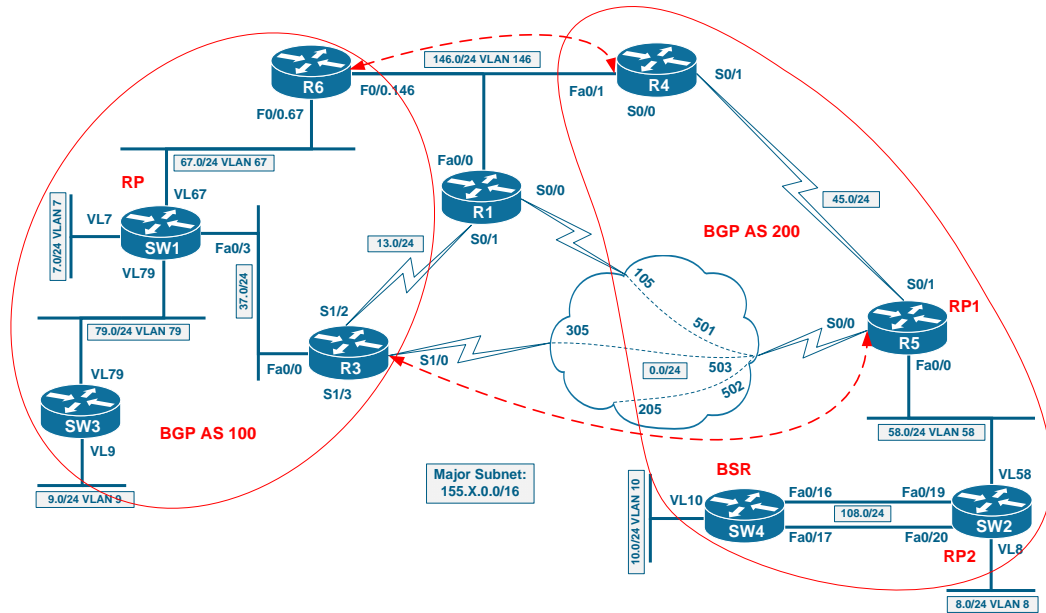 146.0/24 VLAN 146
R6
R4
S0/1
F0/0.146
Fa0/1
S0/0
F0/0.67
67.0/24 VLAN 67
Fa0/0
RP
VL67
R1
S0/0
45.0/24
7.0/24 VLAN 7
VL7
SW1
Fa0/3
S0/1
13.0/24
BGP AS 200
VL79
37.0/24
105
S0/1
79.0/24 VLAN 79
S1/2
501
RP1
305
S0/0
R5
VL79
Fa0/0
R3
S1/0
503
0.0/24
Fa0/0
S1/3
502
SW3
205
BGP AS 100
58.0/24 VLAN 58
VL9
BSR
Major Subnet:
155.X.0.0/16
VL58
9.0/24 VLAN 9
10.0/24 VLAN 10
VL10
Fa0/16
Fa0/19
108.0/24
SW4
SW2
Fa0/17
Fa0/20
RP2
VL8
8.0/24 VLAN 8